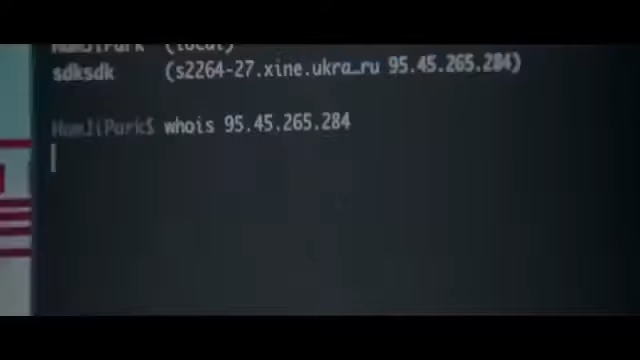 (local)
sdksdk (s2264-27.xine.ukra_ru 95.45.265.284)
whois 95.45.265.284